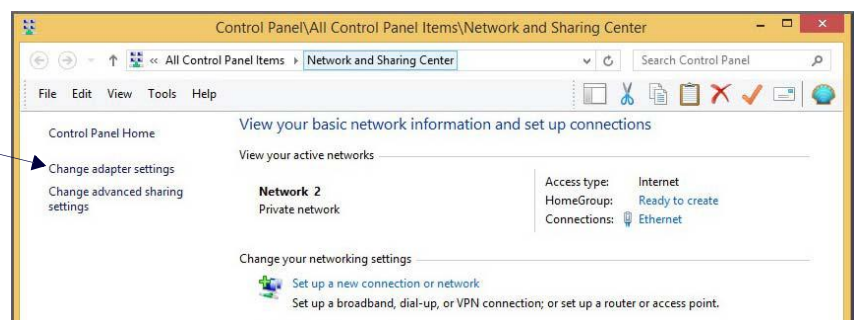 Control Panel\All Control Panel Items\Network and Sharing Center
« All Control Panel Items Network and Sharing Center
Search Control Panel
File Edit View Tools Help
Control Panel Home
Change adapter settings
Change advanced sharing
settings
View your basic network information and set up connections
View your active networks
Network 2
Private network
Access type: Internet
HomeGroup: Ready to create
Connections: Ethernet
Change your networking settings
Set up a new connection or network
Set up a broadband, dial-up, or VPN connection; or set up a router or access point.